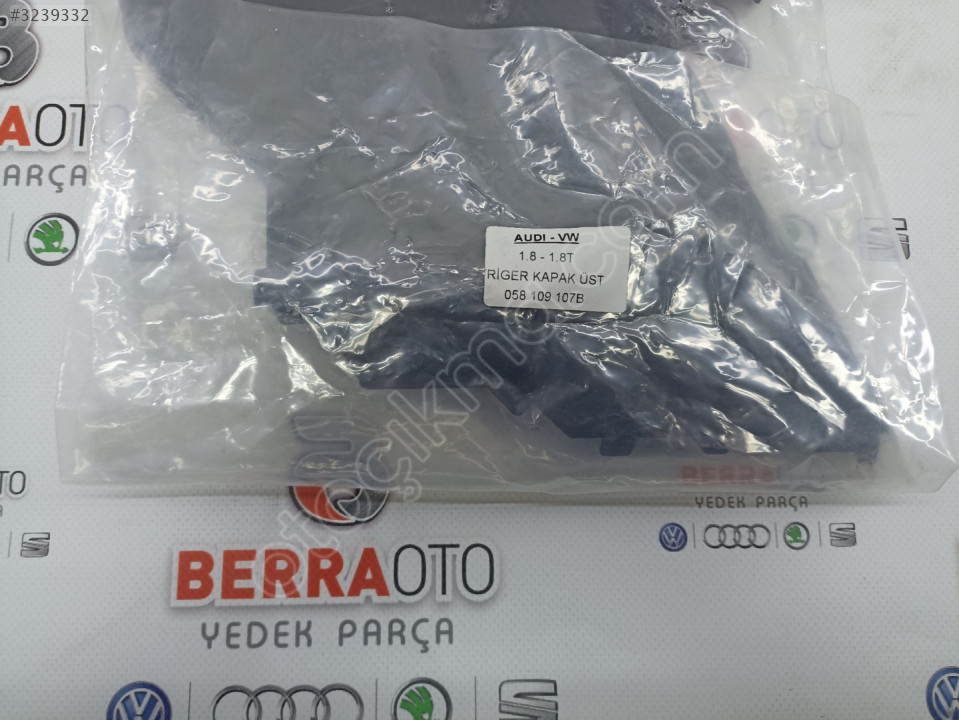 #3239332
AOTO
PARÇA
AUDI - VW
1.8 - 1.8T
RİGER KAPAK ÜST
058 109 107B
BERRA
YEDEK PARÇA
BERRAOTO
YEDEK PARÇA